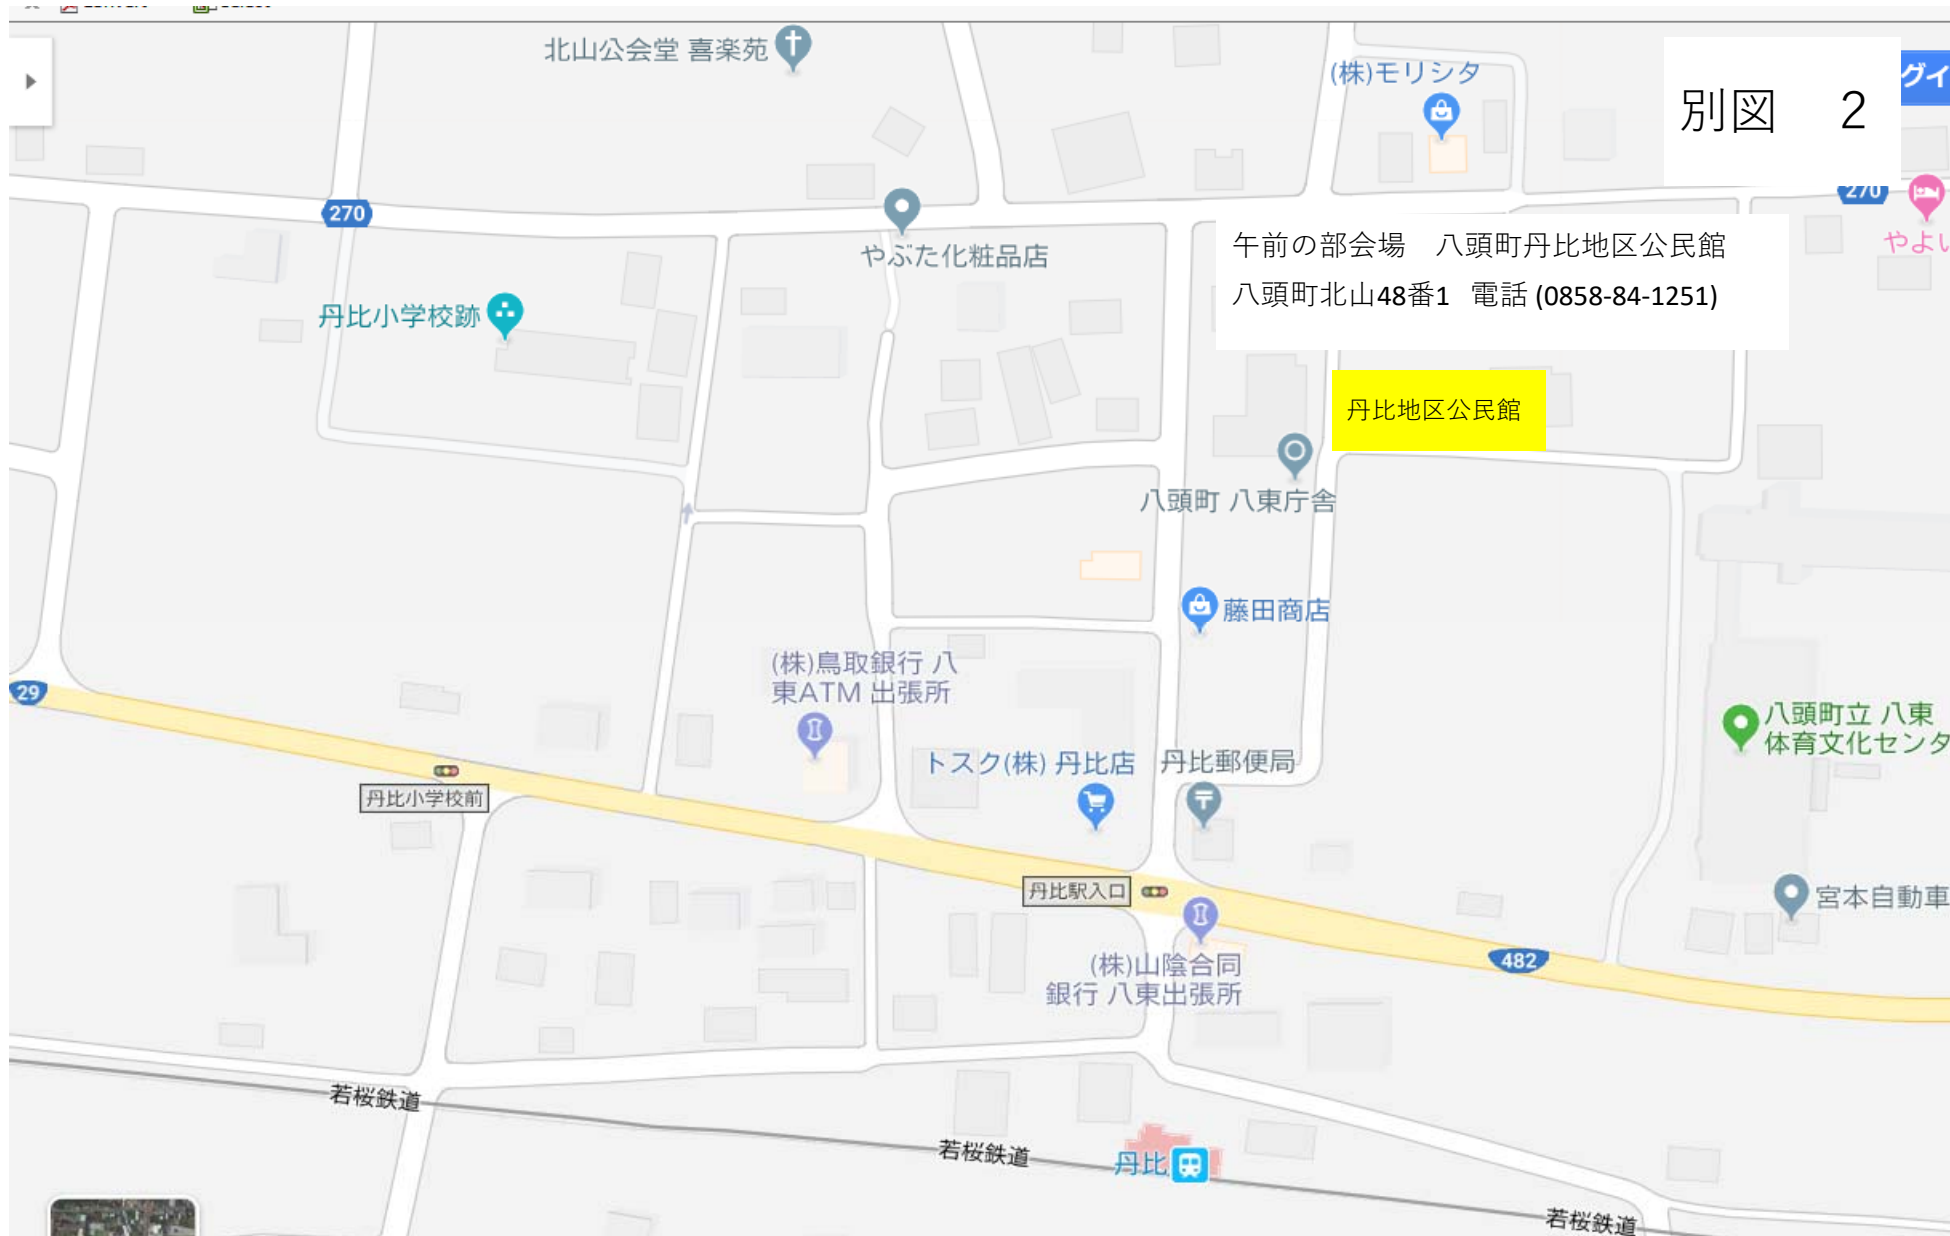 北山公会堂 喜楽苑
(株)モリシタ
別図 2
グイ
270
270
やよい
やぶた化粧品店
午前の部会場 八頭町丹比地区公民館
八頭町北山48番1 電話 (0858-84-1251)
丹比小学校跡
丹比地区公民館
八頭町 八東庁舎
藤田商店
(株)鳥取銀行 八
東ATM 出張所
29
八頭町立 八東
体育文化センタ
トスク(株) 丹比店
丹比郵便局
丹比小学校前
丹比駅入口
宮本自動車
482
(株)山陰合同
銀行 八東出張所
若桜鉄道
若桜鉄道
丹比
若桜鉄道